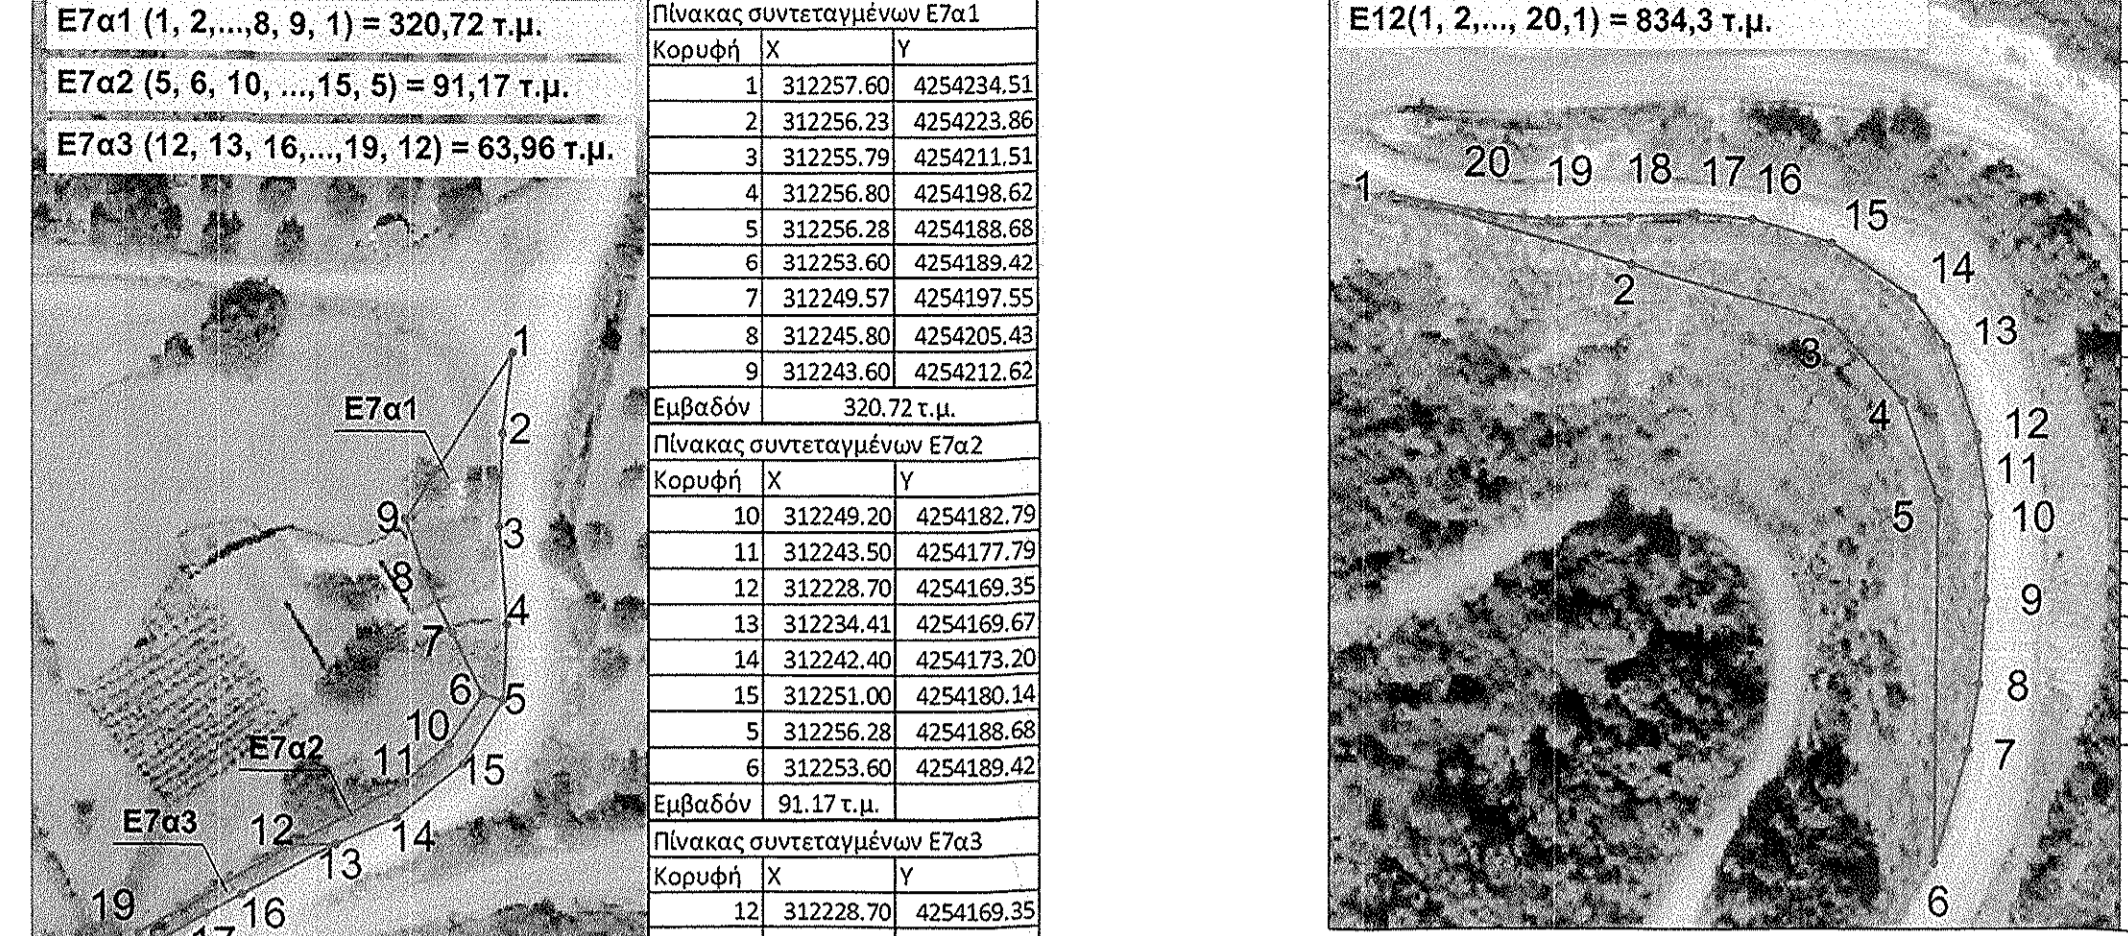 Ε7α1 (1, 2,...,8, 9, 1) = 320,72 τ.μ.
Ε7α2 (5, 6, 10, ...,15, 5) = 91,17 τ.μ.
Ε7α3 (12, 13, 16,...,19, 12) = 63,96 τ.μ.
1
Ε7α1
2
9
3
8
4
7
6
5
10
Ε7α2
11
15
Ε7α3
12
14
13
19
16
17
Πίνακας συντεταγμένων Ε7α1
Κορυφή X Y
1 312257.60 4254234.51
2 312256.23 4254223.86
3 312255.79 4254211.51
4 312256.80 4254198.62
5 312256.28 4254188.68
6 312253.60 4254189.42
7 312249.57 4254197.55
8 312245.80 4254205.43
9 312243.60 4254212.62
Εμβαδόν 320.72 τ.μ.
Πίνακας συντεταγμένων Ε7α2
Κορυφή X Y
10 312249.20 4254182.79
11 312243.50 4254177.79
12 312228.70 4254169.35
13 312234.41 4254169.67
14 312242.40 4254173.20
15 312251.00 4254180.14
5 312256.28 4254188.68
6 312253.60 4254189.42
Εμβαδόν 91.17 τ.μ.
Πίνακας συντεταγμένων Ε7α3
Κορυφή X Y
12 312228.70 4254169.35
Ε12(1, 2,..., 20,1) = 834,3 τ.μ.
1
20
19
18
17
16
15
14
2
13
3
4
12
11
5
10
9
8
7
6